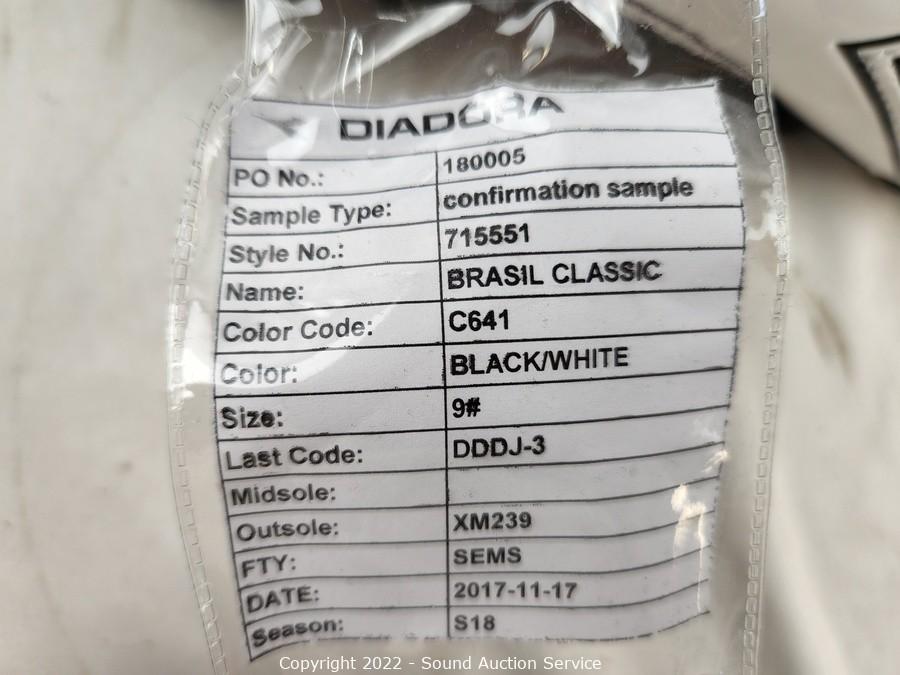 DIADORA
PO No.: 180005
Sample Type: confirmation sample
Style No.: 715551
Name: BRASIL CLASSIC
Color Code: C641
Color: BLACK/WHITE
Size: 9#
Last Code: DDDJ-3
Midsole:
Outsole: XM239
FTY: SEMS
DATE: 2017-11-17
Season: S18
Copyright 2022 - Sound Auction Service